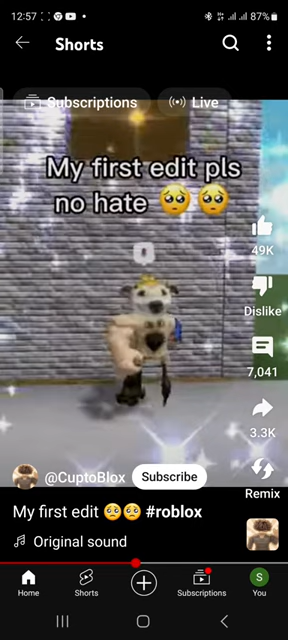 12:57
87%
Shorts
Subscriptions
Live
My first edit pls
no hate 🥺🥺
49K
Dislike
7,041
3.3K
@CuptoBlox
Subscribe
Remix
My first edit 🥺🥺 #roblox
Original sound
Home
Shorts
Subscriptions
S
You